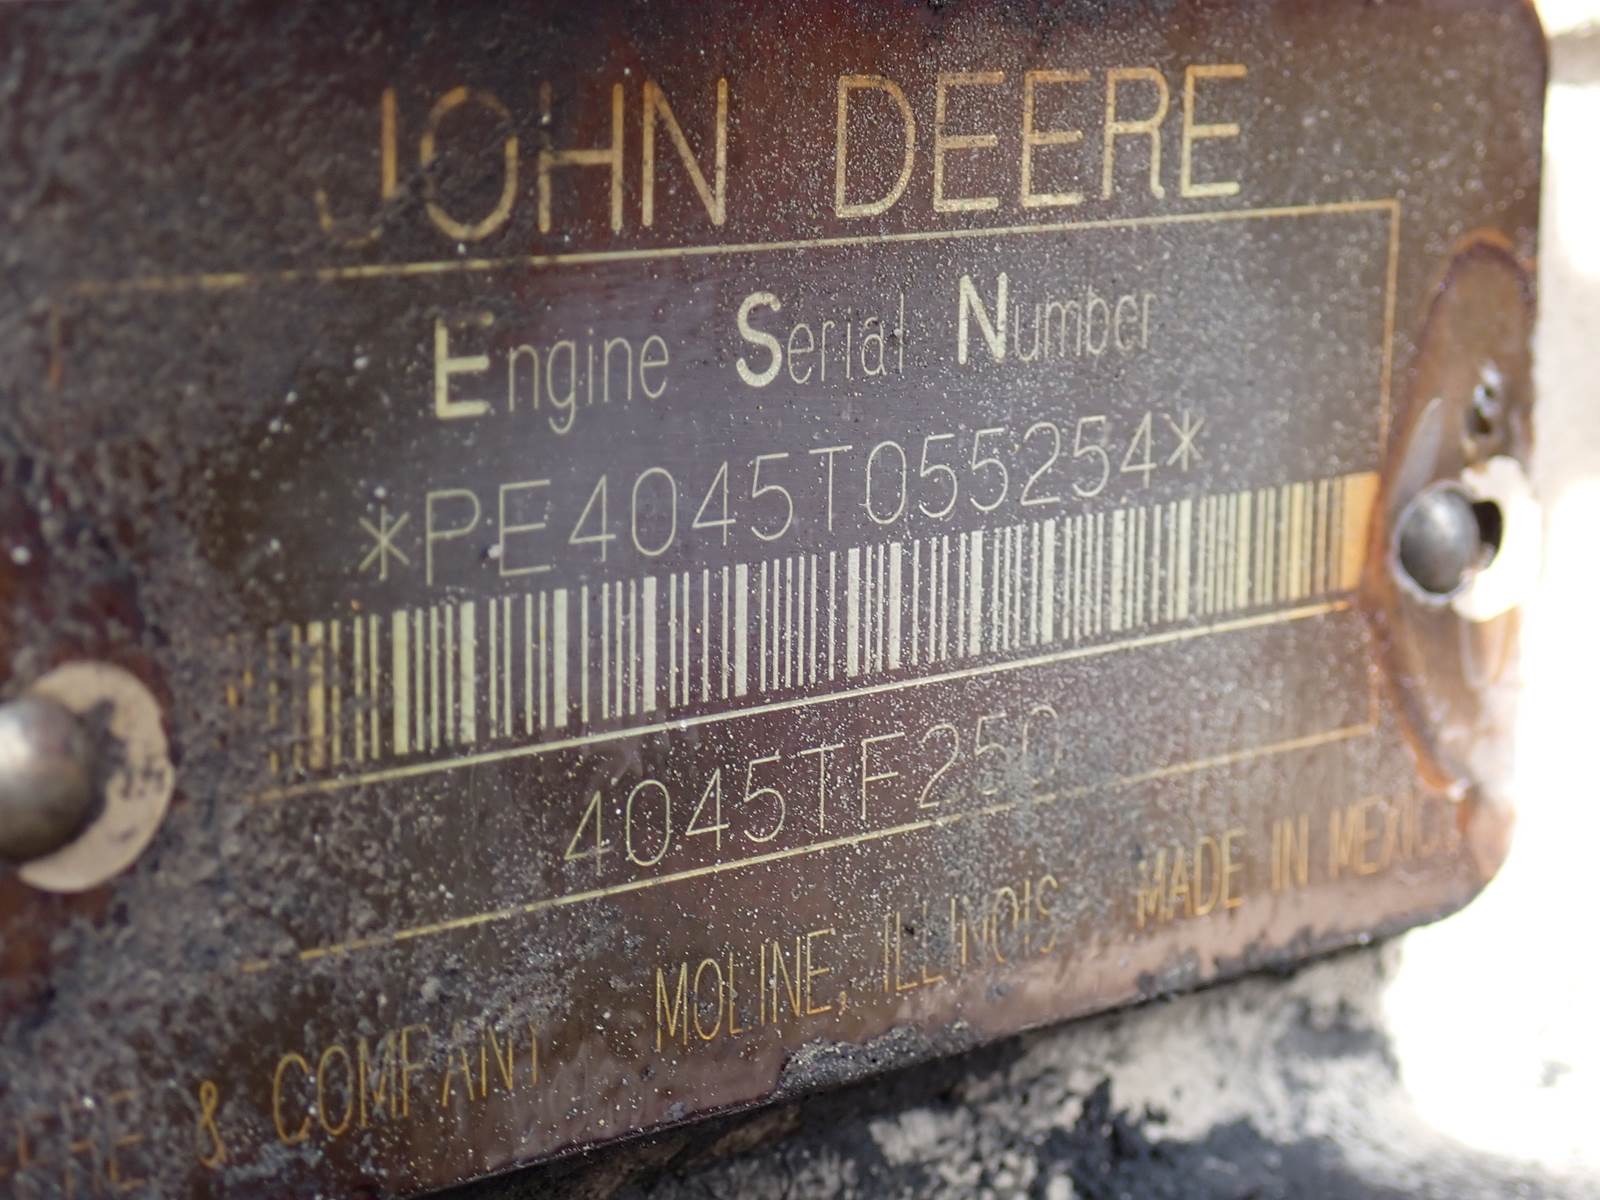 JOHN DEERE
Engine Serial Number
*PE4045T055254*
4045TF250
& COMPANY MOLINE, ILLINOIS MADE IN MEXICO